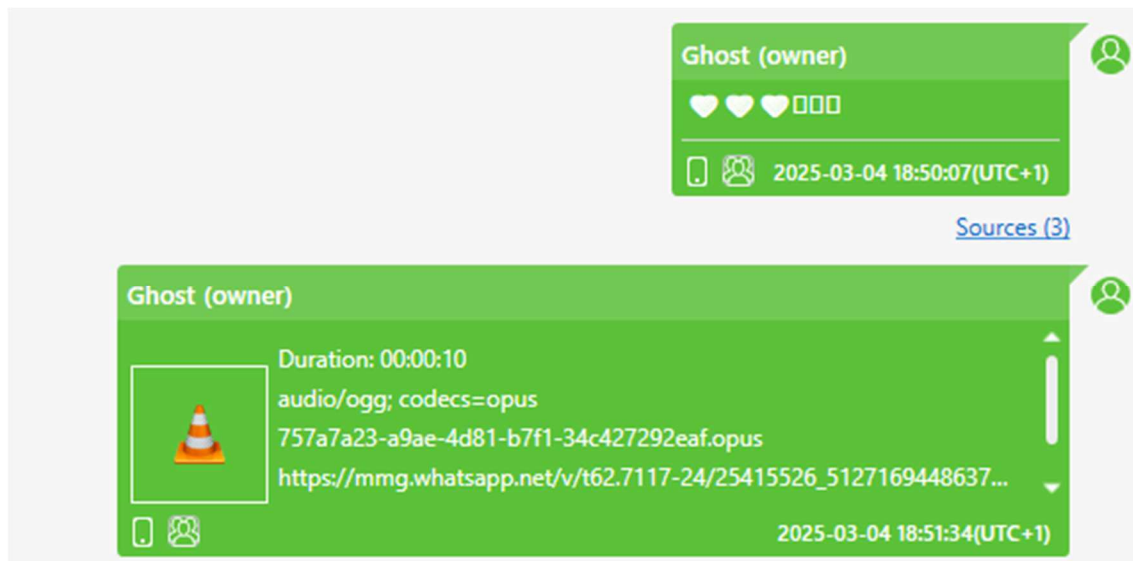 Ghost (owner)
🤍🤍🤍▯▯▯
2025-03-04 18:50:07(UTC+1)
Sources (3)
Ghost (owner)
Duration: 00:00:10
audio/ogg; codecs=opus
757a7a23-a9ae-4d81-b7f1-34c427292eaf.opus
https://mmg.whatsapp.net/v/t62.7117-24/25415526_5127169448637...
2025-03-04 18:51:34(UTC+1)